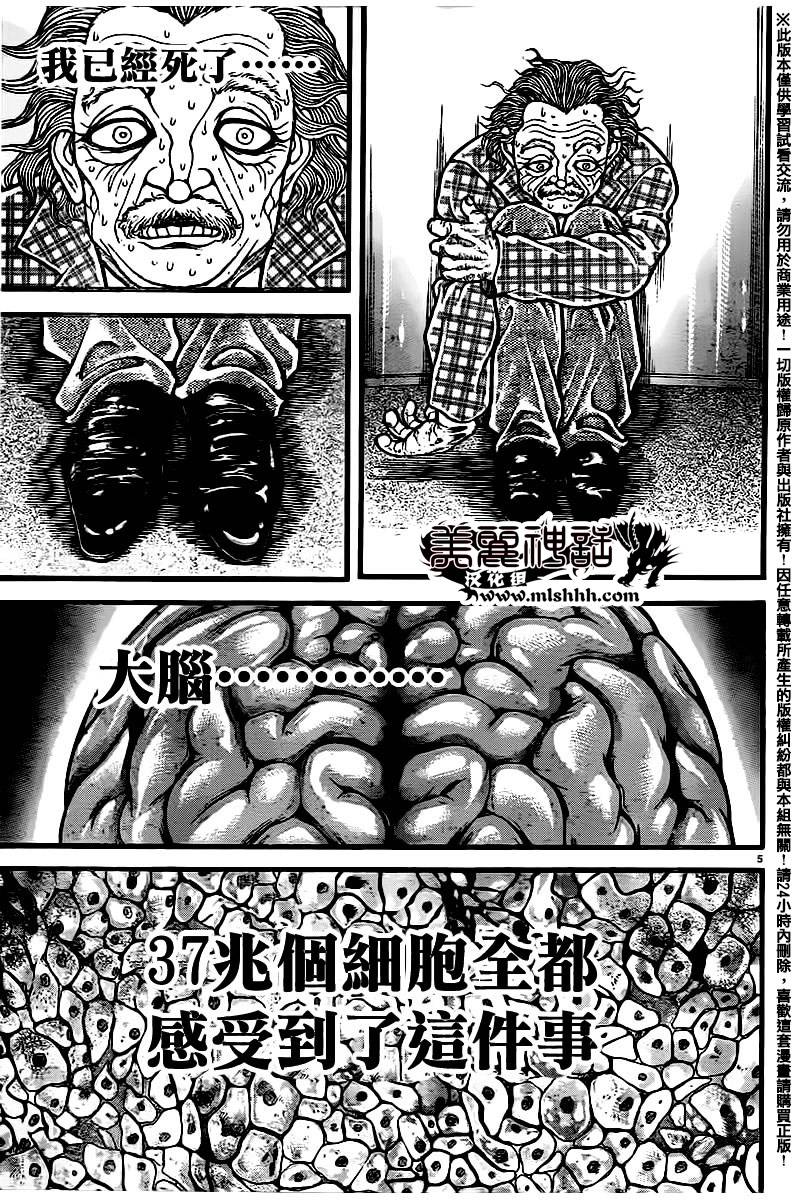 我已經死了⋯⋯
美麗神話
汉化组
www.mlshhh.com
大腦⋯⋯⋯⋯
5
37兆個細胞全都
感受到了這件事
※此版本僅供學習試看交流，請勿用於商業用途！一切版權歸原作者與出版社擁有！因任意轉載所產生的版權糾紛都與本組無關！請24小時內刪除，喜歡這套漫畫請購買正版！